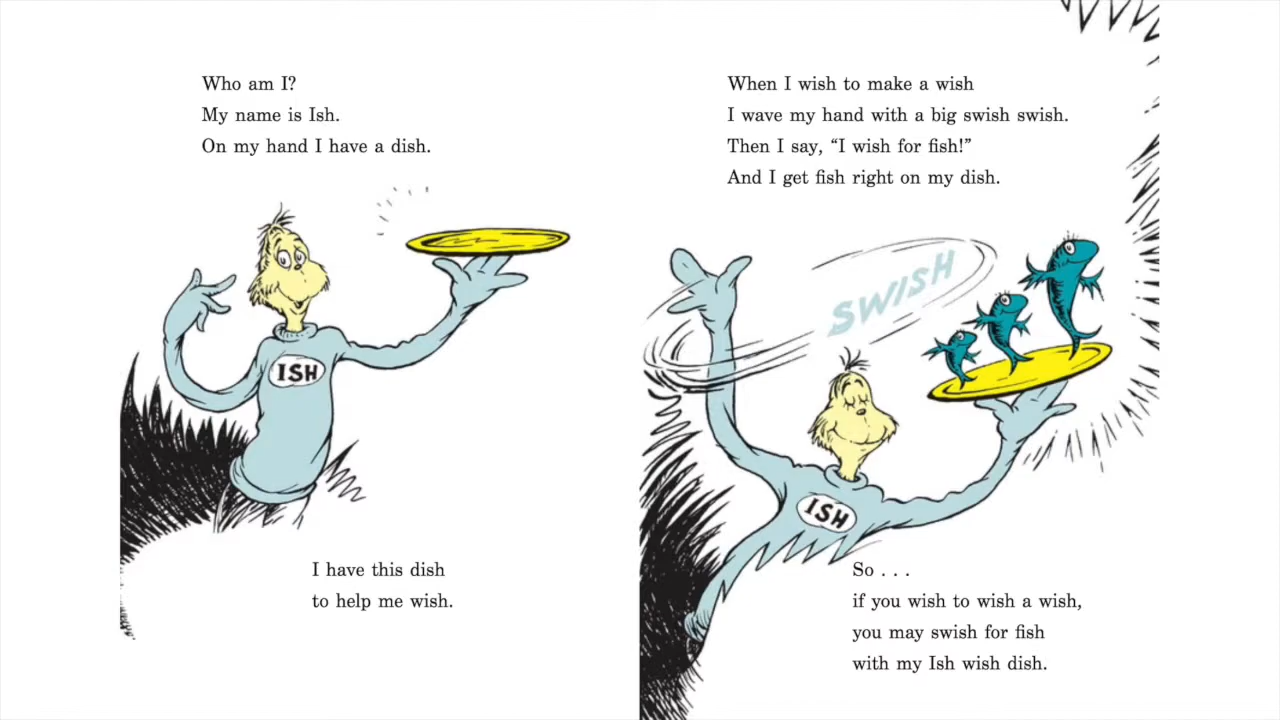 Who am I?
My name is Ish.
On my hand I have a dish.
ISH
I have this dish
to help me wish.
When I wish to make a wish
I wave my hand with a big swish swish.
Then I say, “I wish for fish!”
And I get fish right on my dish.
SWISH
ISH
So . . .
if you wish to wish a wish,
you may swish for fish
with my Ish wish dish.